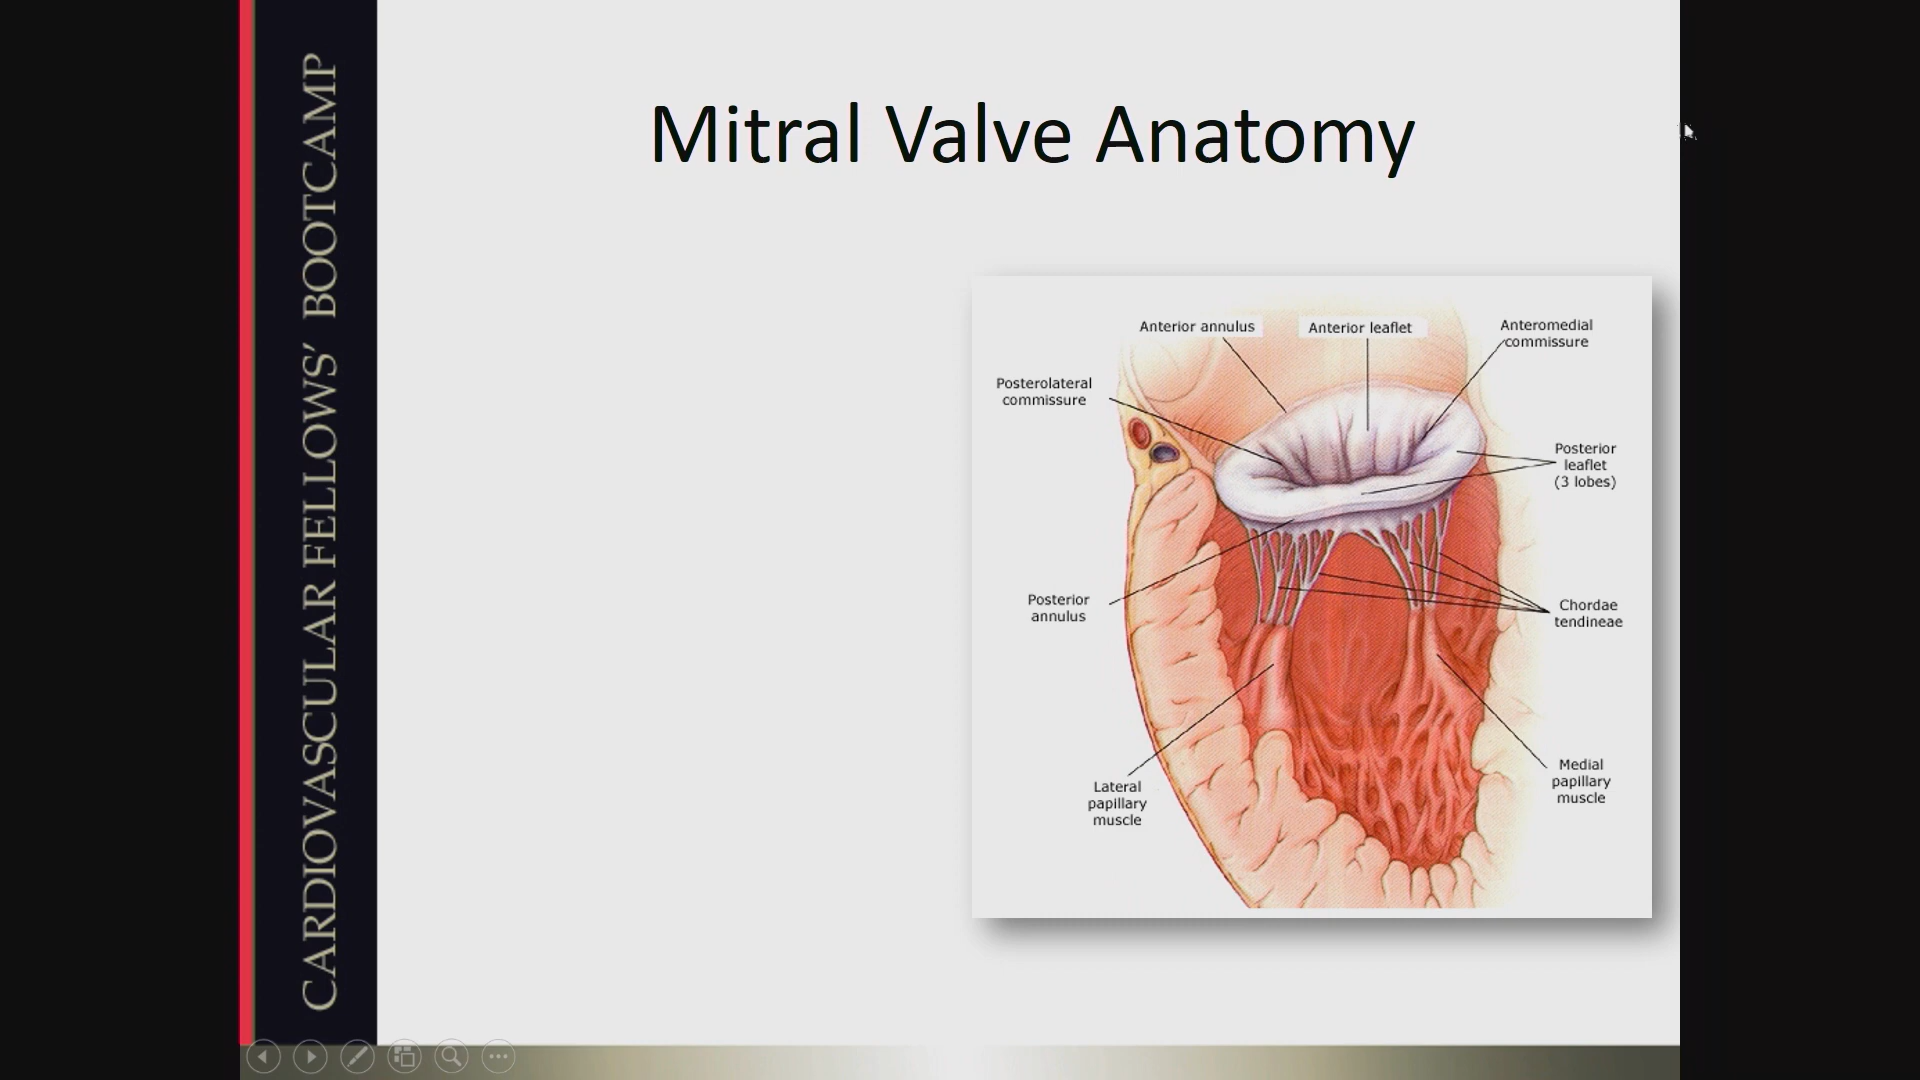 CARDIOVASCULAR FELLOWS' BOOTCAMP
Mitral Valve Anatomy
Anterior annulus
Anterior leaflet
Anteromedial
commissure
Posterolateral
commissure
Posterior
leaflet
(3 lobes)
Posterior
annulus
Chordae
tendineae
Lateral
papillary
muscle
Medial
papillary
muscle